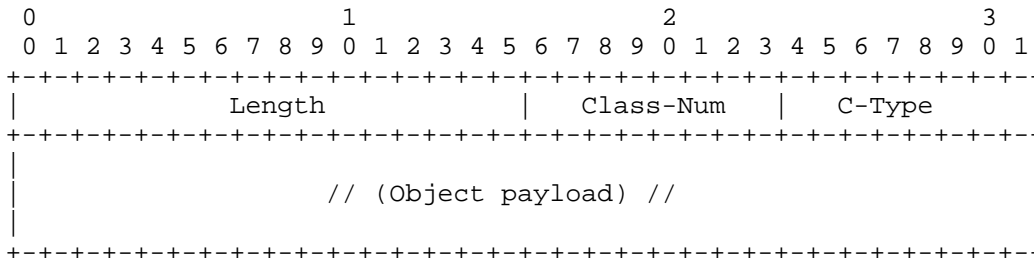 0                   1                   2                   3
 0 1 2 3 4 5 6 7 8 9 0 1 2 3 4 5 6 7 8 9 0 1 2 3 4 5 6 7 8 9 0 1
+-+-+-+-+-+-+-+-+-+-+-+-+-+-+-+-+-+-+-+-+-+-+-+-+-+-+-+-+-+-+-+-
|             Length            |   Class-Num   |   C-Type
+-+-+-+-+-+-+-+-+-+-+-+-+-+-+-+-+-+-+-+-+-+-+-+-+-+-+-+-+-+-+-+-
|
|                   // (Object payload) //
|
+-+-+-+-+-+-+-+-+-+-+-+-+-+-+-+-+-+-+-+-+-+-+-+-+-+-+-+-+-+-+-+-